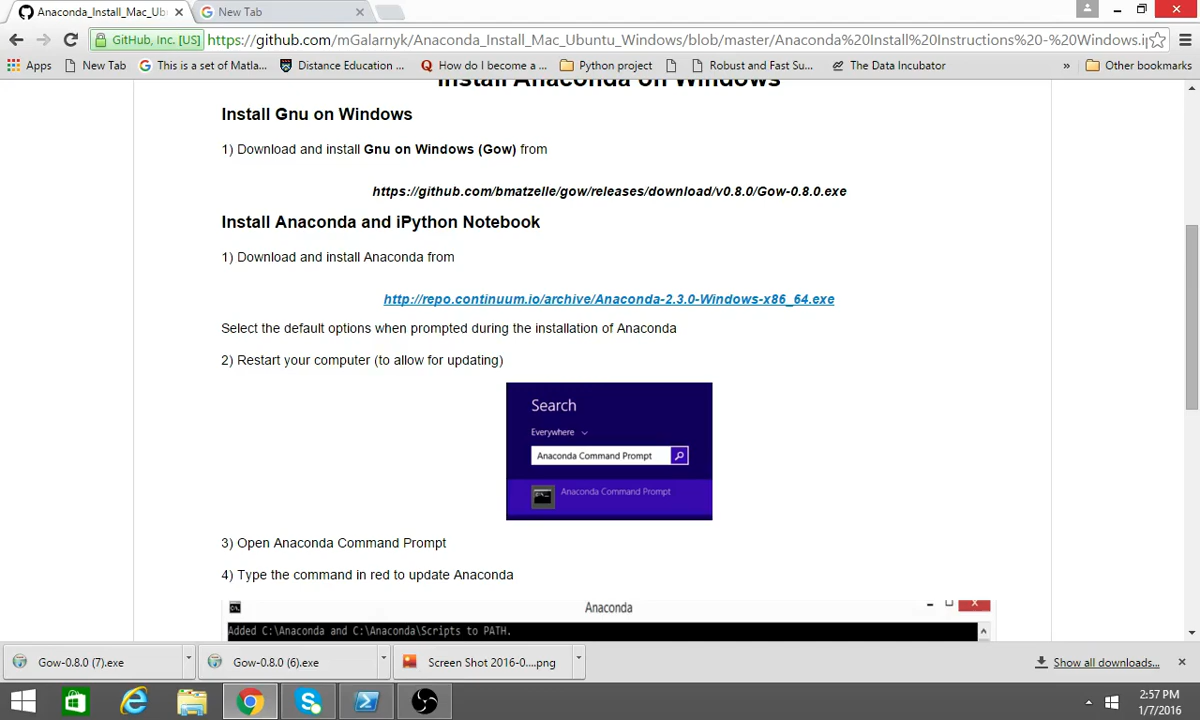 Anaconda_Install_Mac_Ub
New Tab
GitHub, Inc. [US]
https://github.com/mGalarnyk/Anaconda_Install_Mac_Ubuntu_Windows/blob/master/Anaconda%20Install%20Instructions%20-%20Windows.i
Apps
New Tab
This is a set of Matla...
Distance Education ...
How do I become a ...
Python project
Robust and Fast Su...
The Data Incubator
»
Other bookmarks
Install Anaconda on Windows
Install Gnu on Windows
1) Download and install Gnu on Windows (Gow) from
https://github.com/bmatzelle/gow/releases/download/v0.8.0/Gow-0.8.0.exe
Install Anaconda and iPython Notebook
1) Download and install Anaconda from
http://repo.continuum.io/archive/Anaconda-2.3.0-Windows-x86_64.exe
Select the default options when prompted during the installation of Anaconda
2) Restart your computer (to allow for updating)
Search
Everywhere
Anaconda Command Prompt
Anaconda Command Prompt
3) Open Anaconda Command Prompt
4) Type the command in red to update Anaconda
Anaconda
Added C:\Anaconda and C:\Anaconda\Scripts to PATH.
Gow-0.8.0 (7).exe
Gow-0.8.0 (6).exe
Screen Shot 2016-0....png
Show all downloads...
2:57 PM
1/7/2016